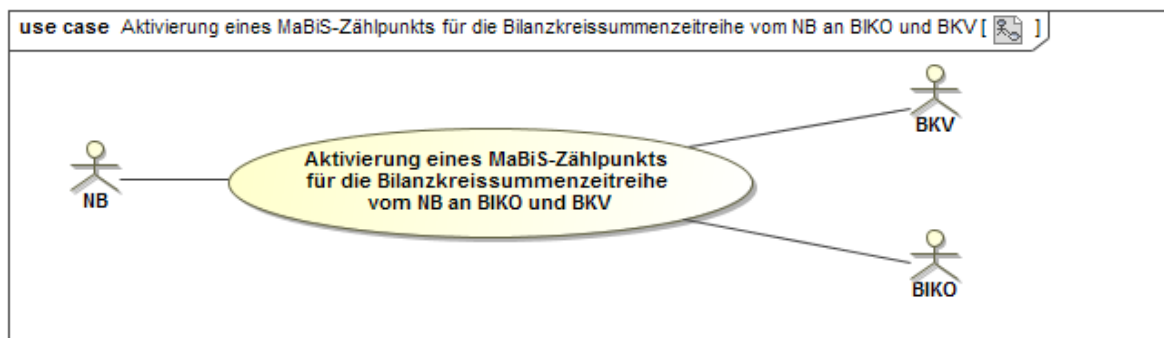 use case Aktivierung eines MaBiS-Zählpunkts für die Bilanzkreissummenzeitreihe vom NB an BIKO und BKV [ ]
BKV
Aktivierung eines MaBiS-Zählpunkts
für die Bilanzkreissummenzeitreihe
vom NB an BIKO und BKV
NB
BIKO